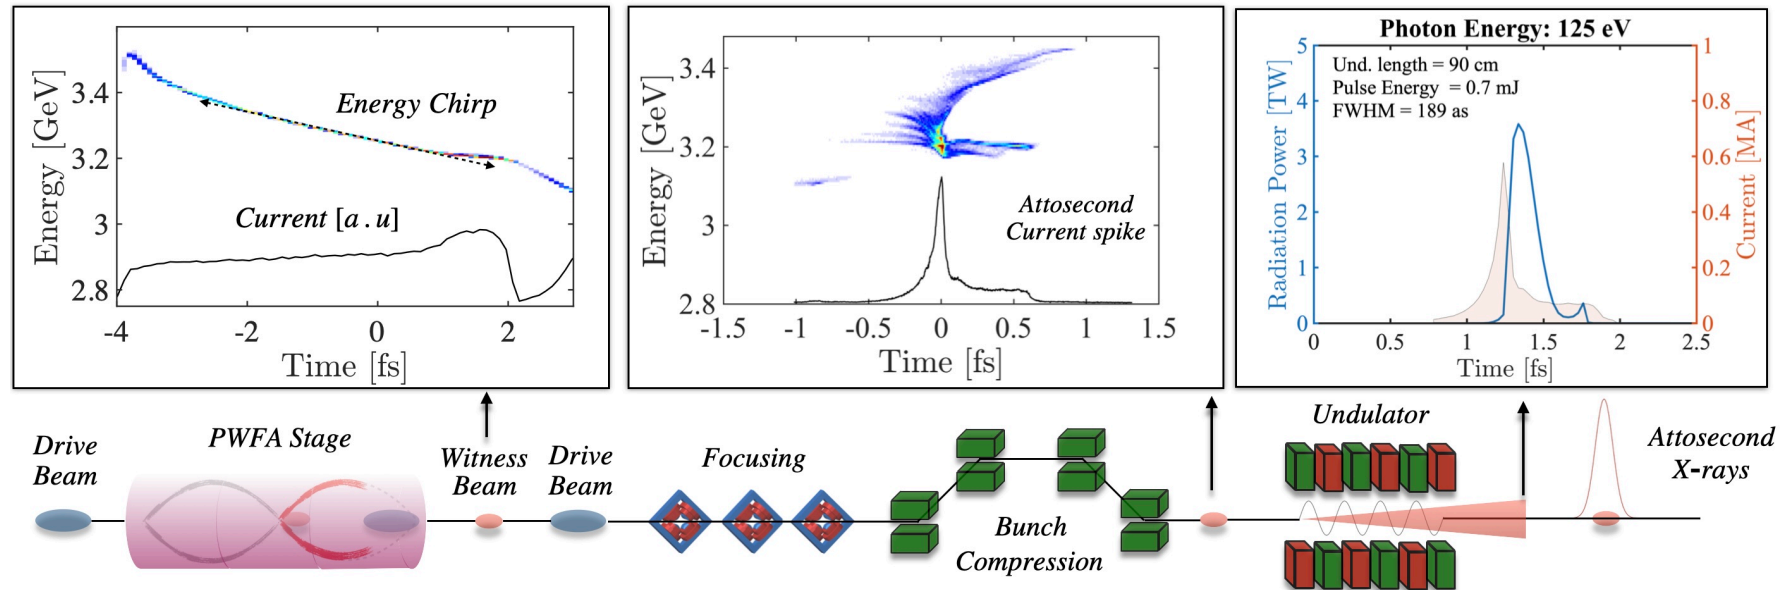 Energy [GeV]
3.4
3.2
3
2.8
Energy Chirp
Current [a . u]
-4
-2
0
2
Time [fs]
Energy [GeV]
3.4
3.2
3
2.8
Attosecond
Current spike
-1.5
-1
-0.5
0
0.5
1
1.5
Time [fs]
Photon Energy: 125 eV
Radiation Power [TW]
5
4
3
2
1
0
Und. length = 90 cm
Pulse Energy = 0.7 mJ
FWHM = 189 as
1
0.8
0.6
0.4
0.2
0
Current [MA]
0
0.5
1
1.5
2
2.5
Time [fs]
Drive
Beam
PWFA Stage
Witness
Beam
Drive
Beam
Focusing
Bunch
Compression
Undulator
Attosecond
X-rays